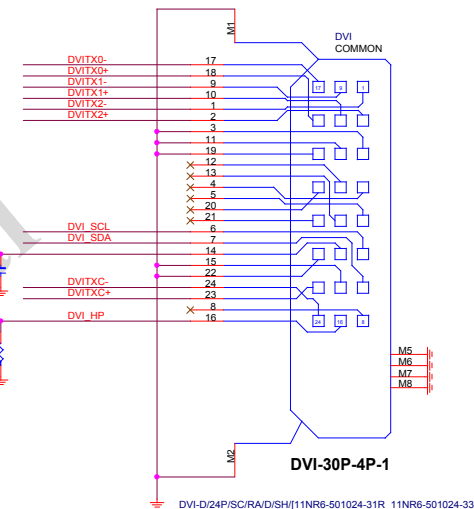 M1
DVI
COMMON
DVITX0- 17
DVITX0+ 18
DVITX1- 9
DVITX1+ 10
DVITX2- 1
DVITX2+ 2
3
11
19
12
13
4
5
20
21
DVI_SCL 6
DVI_SDA 7
14
15
22
DVITXC- 24
DVITXC+ 23
8
DVI_HP 16
17 9 1
24 16 8
M5
M6
M7
M8
M2
DVI-30P-4P-1
DVI-D/24P/SC/RA/D/SH/[11NR6-501024-31R_11NR6-501024-33